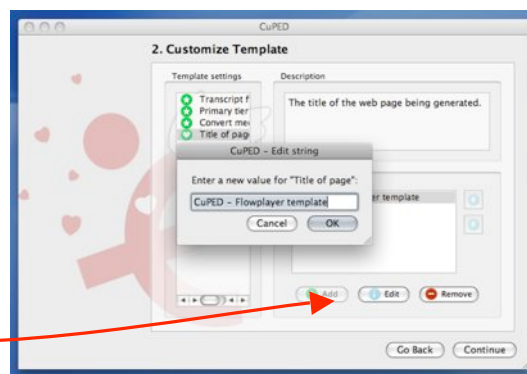 CuPED
2. Customize Template
Template settings
Description
Transcript f
Primary tier
Convert me
Title of pag
The title of the web page being generated.
CuPED – Edit string
Enter a new value for "Title of page":
CuPED – Flowplayer template
Cancel
OK
er template
Add
Edit
Remove
Go Back
Continue